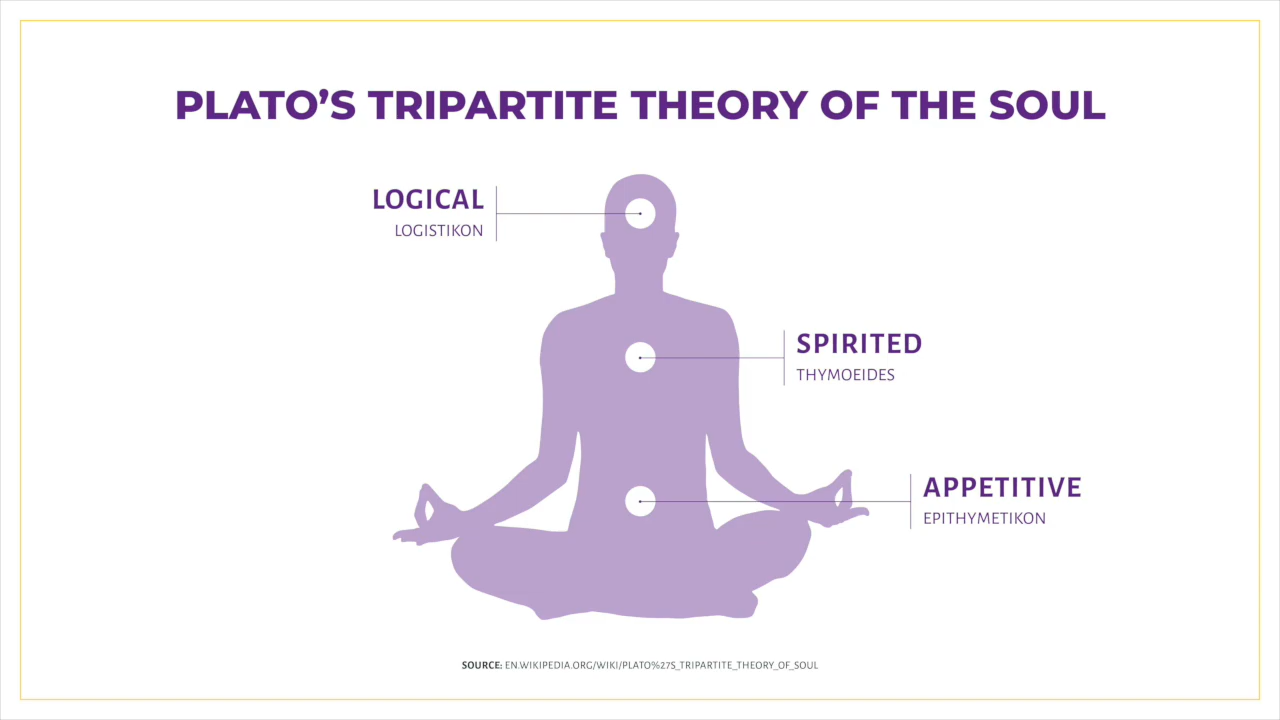 PLATO’S TRIPARTITE THEORY OF THE SOUL
LOGICAL
LOGISTIKON
SPIRITED
THYMOEIDES
APPETITIVE
EPITHYMETIKON
SOURCE: EN.WIKIPEDIA.ORG/WIKI/PLATO%27S_TRIPARTITE_THEORY_OF_SOUL